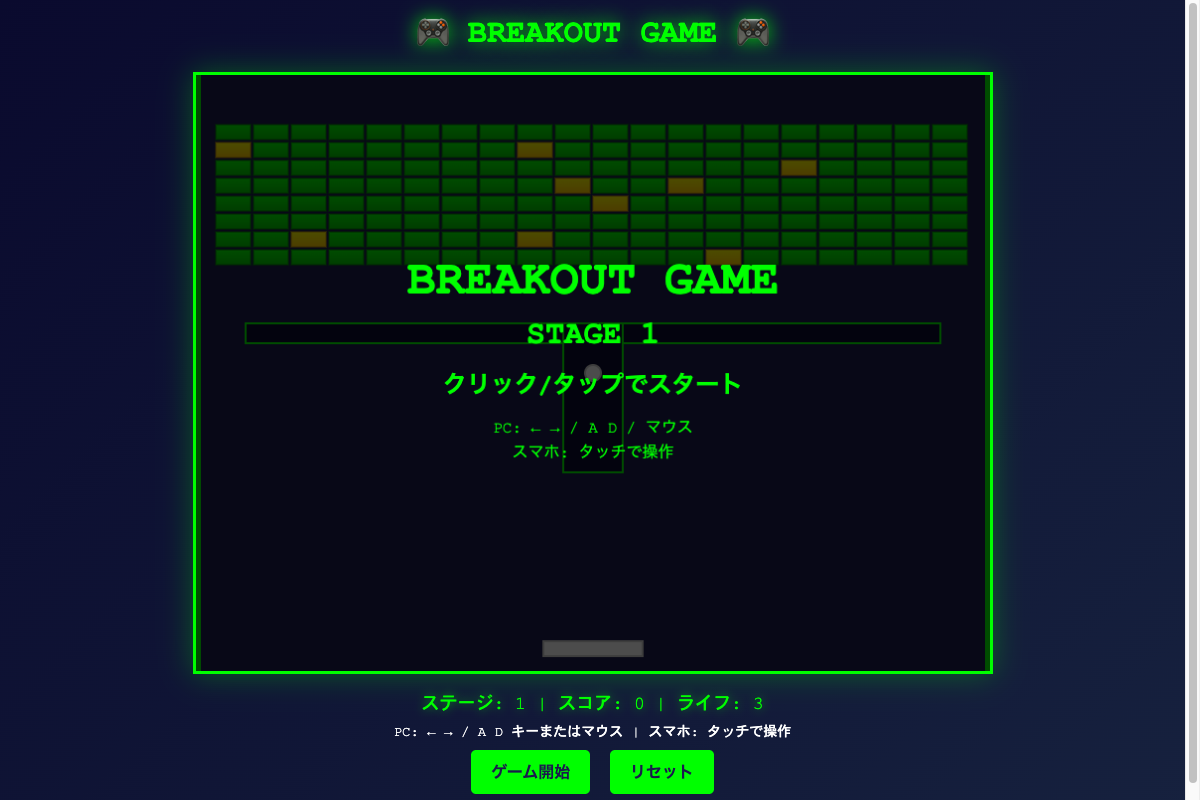 🎮 BREAKOUT GAME 🎮
BREAKOUT GAME
STAGE 1
クリック/タップでスタート
PC: ← → / A D / マウス
スマホ: タッチで操作
ステージ: 1 | スコア: 0 | ライフ: 3
PC: ← → / A D キーまたはマウス | スマホ: タッチで操作
ゲーム開始
リセット